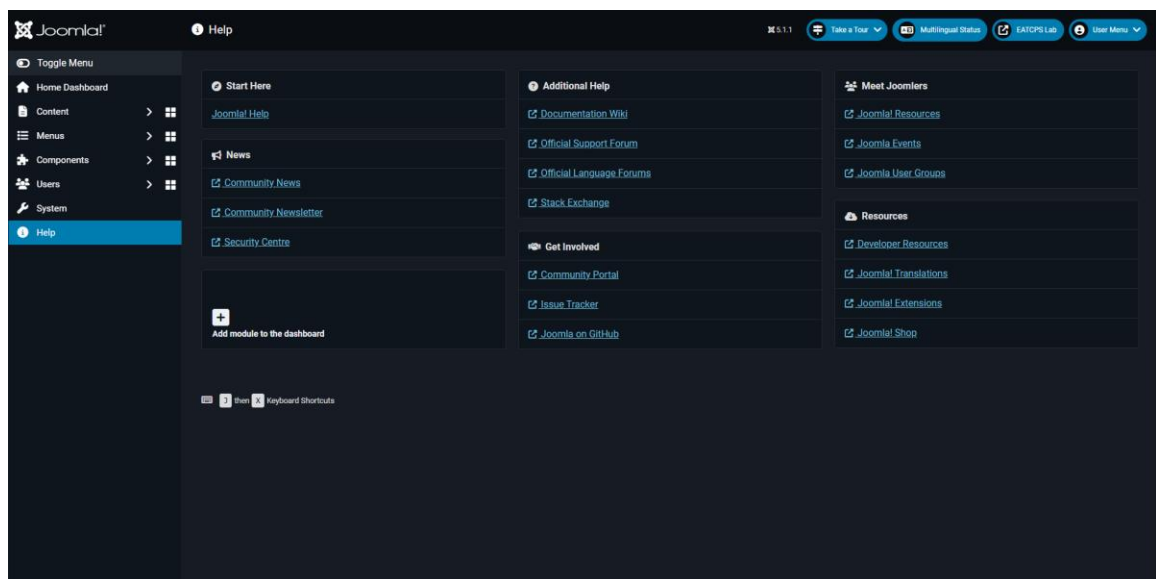 Joomla!®
Help
5.1.1
Take a Tour
Multilingual Status
EATCPS Lab
User Menu
Toggle Menu
Home Dashboard
Content
Menus
Components
Users
System
Help
Start Here
Joomla! Help
News
Community News
Community Newsletter
Security Centre
Add module to the dashboard
Additional Help
Documentation Wiki
Official Support Forum
Official Language Forums
Stack Exchange
Get Involved
Community Portal
Issue Tracker
Joomla on GitHub
Meet Joomlers
Joomla! Resources
Joomla Events
Joomla User Groups
Resources
Developer Resources
Joomla! Translations
Joomla! Extensions
Joomla! Shop
J then X Keyboard Shortcuts